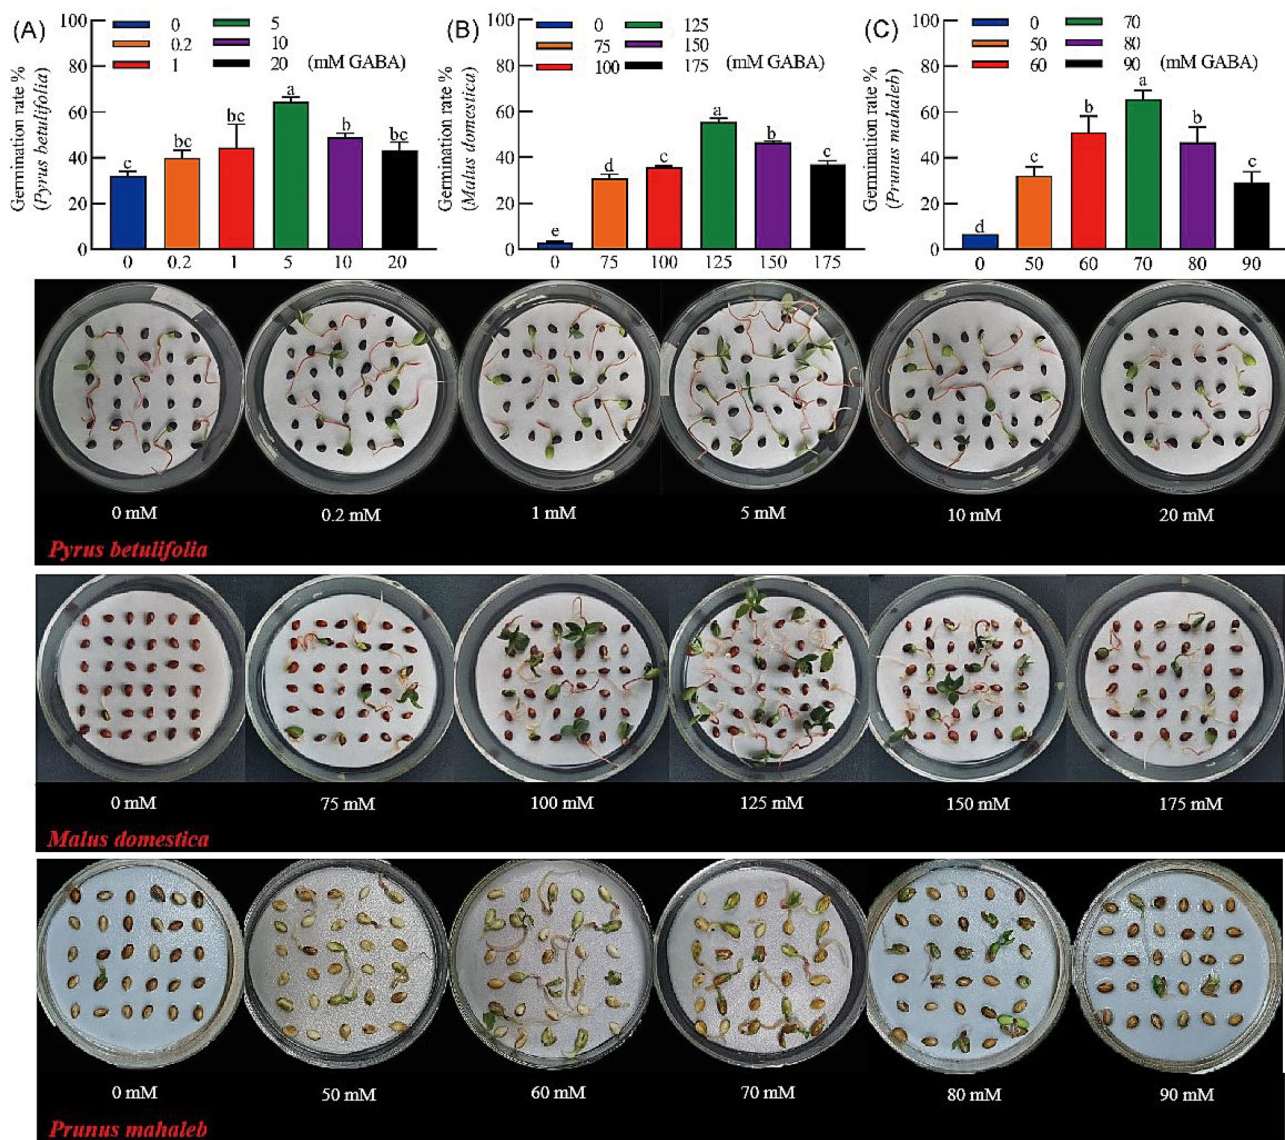 (A)
Germination rate %
(Pyrus betulifolia)
100
80
60
40
20
0
0 5
0.2 10
1 20 (mM GABA)
c bc bc a b bc
0 0.2 1 5 10 20
(B)
Germination rate %
(Malus domestica)
100
80
60
40
20
0
0 125
75 150
100 175 (mM GABA)
e d c a b c
0 75 100 125 150 175
(C)
Germination rate %
(Prunus mahaleb)
100
80
60
40
20
0
0 70
50 80
60 90 (mM GABA)
d c b a b c
0 50 60 70 80 90
0 mM 0.2 mM 1 mM 5 mM 10 mM 20 mM
Pyrus betulifolia
0 mM 75 mM 100 mM 125 mM 150 mM 175 mM
Malus domestica
0 mM 50 mM 60 mM 70 mM 80 mM 90 mM
Prunus mahaleb